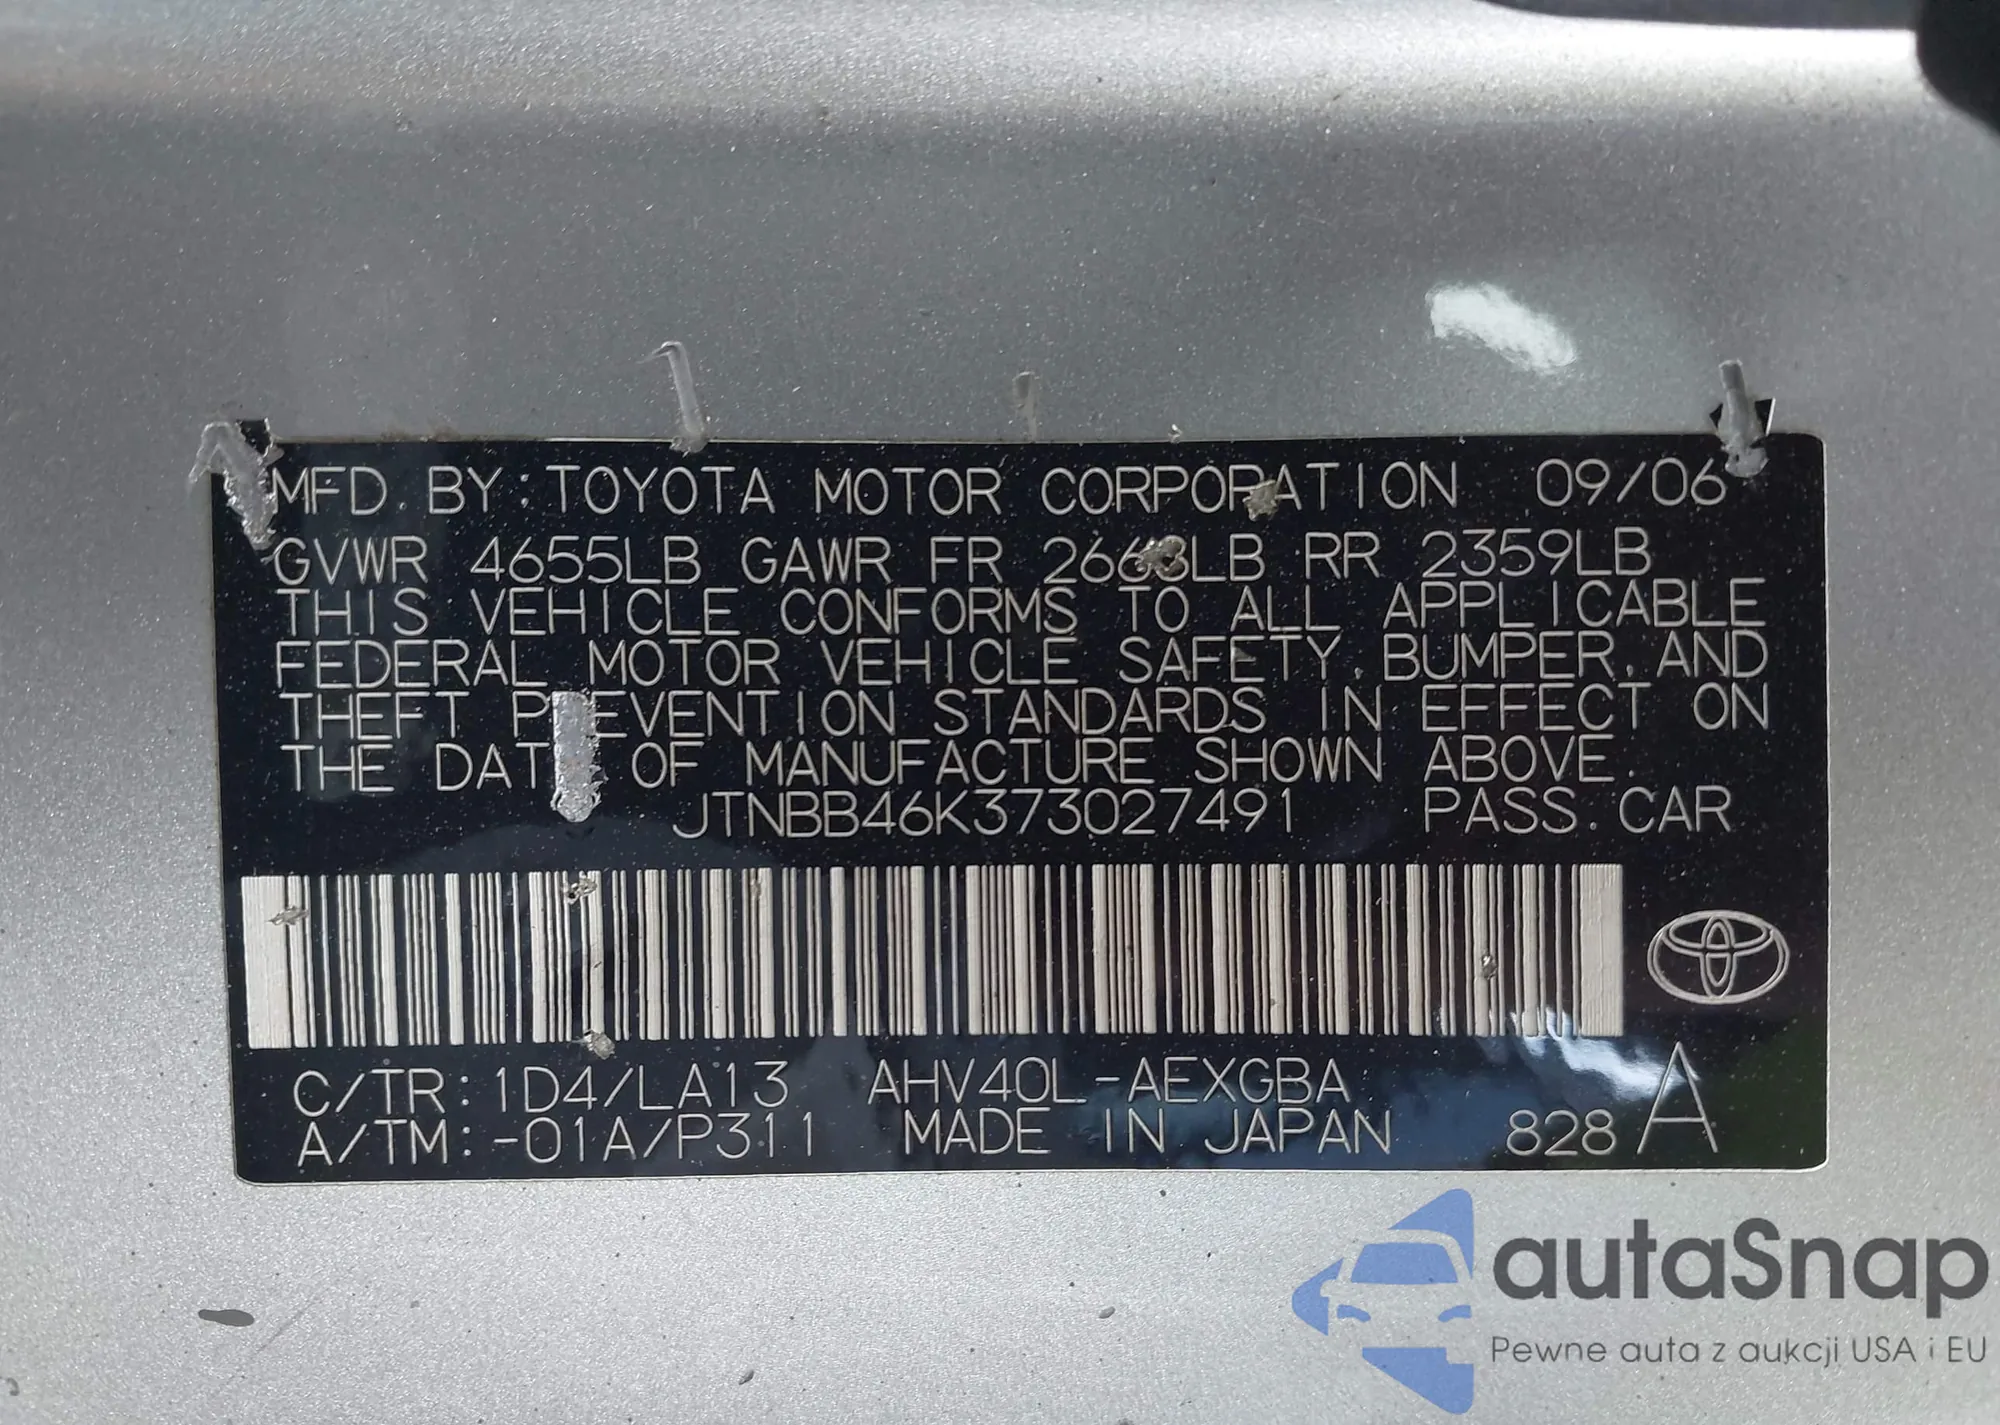 MFD. BY: TOYOTA MOTOR CORPORATION 09/06
GVWR 4655LB GAWR FR 2668LB RR 2359LB
THIS VEHICLE CONFORMS TO ALL APPLICABLE
FEDERAL MOTOR VEHICLE SAFETY, BUMPER, AND
THEFT PREVENTION STANDARDS IN EFFECT ON
THE DATE OF MANUFACTURE SHOWN ABOVE.
JTNBB46K373027491 PASS. CAR
C/TR: 1D4/LA13 AHV40L-AEXGBA
A/TM: -01A/P311 MADE IN JAPAN 828 A
autaSnap
Pewne auta z aukcji USA i EU